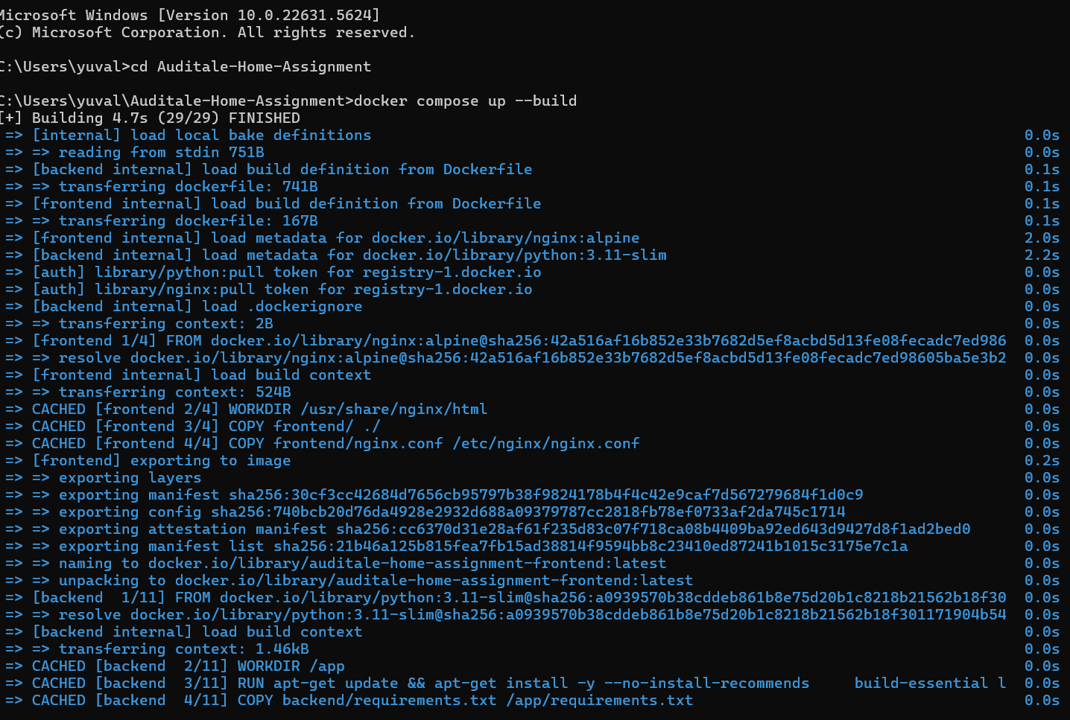 Microsoft Windows [Version 10.0.22631.5624]
(c) Microsoft Corporation. All rights reserved.
C:\Users\yuval>cd Auditale-Home-Assignment
C:\Users\yuval\Auditale-Home-Assignment>docker compose up --build
[+] Building 4.7s (29/29) FINISHED
=> [internal] load local bake definitions 0.0s
=> => reading from stdin 751B 0.0s
=> [backend internal] load build definition from Dockerfile 0.1s
=> => transferring dockerfile: 741B 0.1s
=> [frontend internal] load build definition from Dockerfile 0.1s
=> => transferring dockerfile: 167B 0.1s
=> [frontend internal] load metadata for docker.io/library/nginx:alpine 2.0s
=> [backend internal] load metadata for docker.io/library/python:3.11-slim 2.2s
=> [auth] library/python:pull token for registry-1.docker.io 0.0s
=> [auth] library/nginx:pull token for registry-1.docker.io 0.0s
=> [backend internal] load .dockerignore 0.0s
=> => transferring context: 2B 0.0s
=> [frontend 1/4] FROM docker.io/library/nginx:alpine@sha256:42a516af16b852e33b7682d5ef8acbd5d13fe08fecadc7ed986 0.0s
=> => resolve docker.io/library/nginx:alpine@sha256:42a516af16b852e33b7682d5ef8acbd5d13fe08fecadc7ed98605ba5e3b2 0.0s
=> [frontend internal] load build context 0.0s
=> => transferring context: 524B 0.0s
=> CACHED [frontend 2/4] WORKDIR /usr/share/nginx/html 0.0s
=> CACHED [frontend 3/4] COPY frontend/ ./ 0.0s
=> CACHED [frontend 4/4] COPY frontend/nginx.conf /etc/nginx/nginx.conf 0.0s
=> [frontend] exporting to image 0.2s
=> => exporting layers 0.0s
=> => exporting manifest sha256:30cf3cc42684d7656cb95797b38f9824178b4f4c42e9caf7d567279684f1d0c9 0.0s
=> => exporting config sha256:740bcb20d76da4928e2932d688a09379787cc2818fb78ef0733af2da745c1714 0.0s
=> => exporting attestation manifest sha256:cc6370d31e28af61f235d83c07f718ca08b4409ba92ed643d9427d8f1ad2bed0 0.0s
=> => exporting manifest list sha256:21b46a125b815fea7fb15ad38814f9594bb8c23410ed87241b1015c3175e7c1a 0.0s
=> => naming to docker.io/library/auditale-home-assignment-frontend:latest 0.0s
=> => unpacking to docker.io/library/auditale-home-assignment-frontend:latest 0.0s
=> [backend  1/11] FROM docker.io/library/python:3.11-slim@sha256:a0939570b38cddeb861b8e75d20b1c8218b21562b18f30 0.0s
=> => resolve docker.io/library/python:3.11-slim@sha256:a0939570b38cddeb861b8e75d20b1c8218b21562b18f301171904b54 0.0s
=> [backend internal] load build context 0.0s
=> => transferring context: 1.46kB 0.0s
=> CACHED [backend  2/11] WORKDIR /app 0.0s
=> CACHED [backend  3/11] RUN apt-get update && apt-get install -y --no-install-recommends     build-essential l 0.0s
=> CACHED [backend  4/11] COPY backend/requirements.txt /app/requirements.txt 0.0s